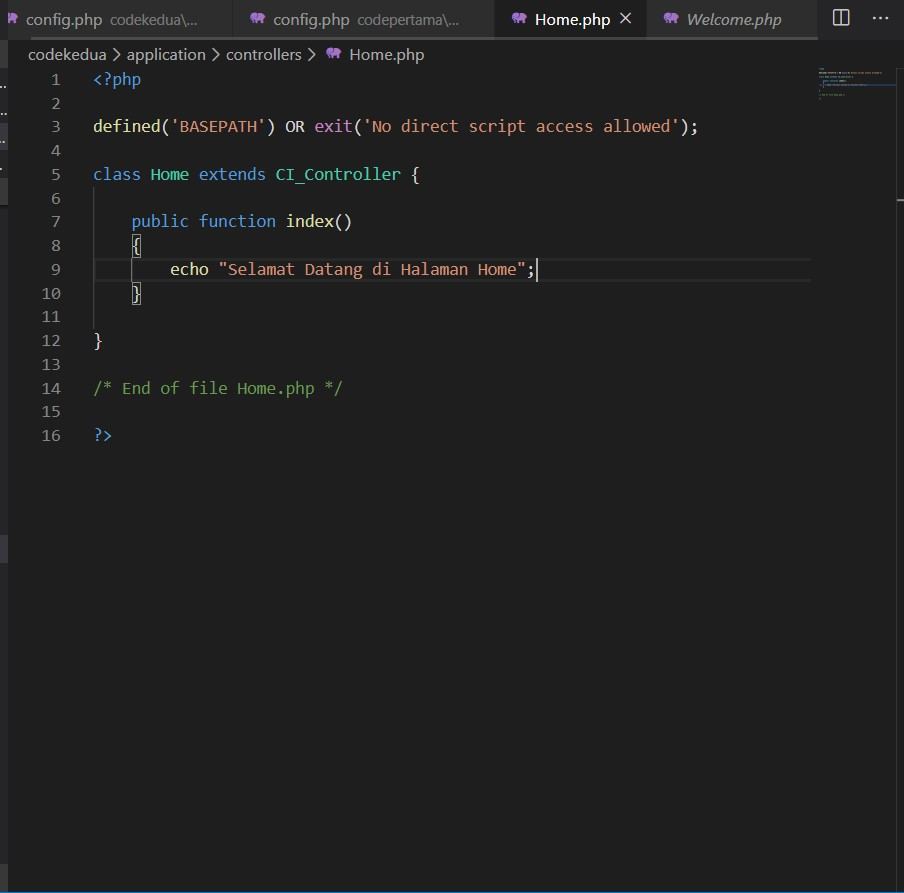 config.php codekedua\...
config.php codepertama\...
Home.php
Welcome.php
codekedua > application > controllers > Home.php
1 <?php
2
3 defined('BASEPATH') OR exit('No direct script access allowed');
4
5 class Home extends CI_Controller {
6
7 public function index()
8 {
9 echo "Selamat Datang di Halaman Home";
10 }
11
12 }
13
14 /* End of file Home.php */
15
16 ?>